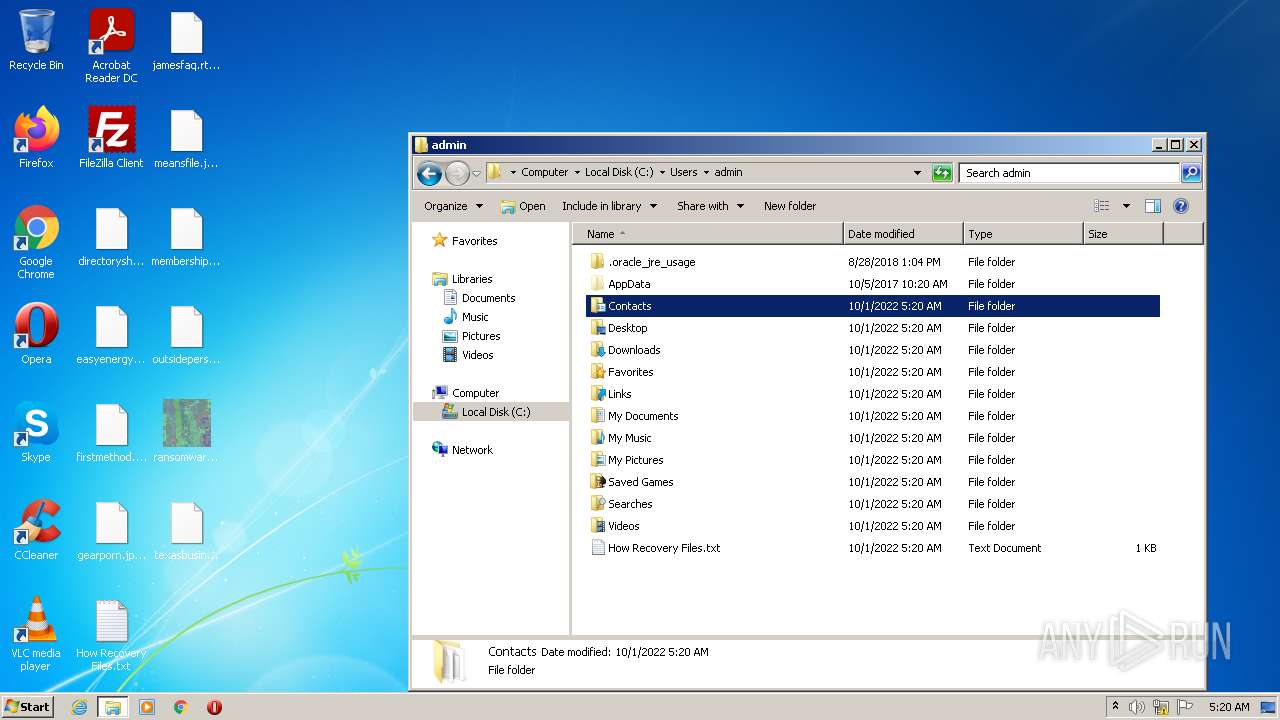 Recycle Bin
Acrobat
Reader DC
jamesfaq.rt...
Firefox
FileZilla Client
meansfile.j...
Google
Chrome
directorysh...
membership...
Opera
easyenergy...
outsidepers...
Skype
firstmethod....
ransomwar...
CCleaner
gearporn.jp...
texasbusin...
VLC media
player
How Recovery
Files.txt
admin
Computer
Local Disk (C:)
Users
admin
Search admin
Organize
Open
Include in library
Share with
New folder
Favorites
Libraries
Documents
Music
Pictures
Videos
Computer
Local Disk (C:)
Network
Name Date modified Type Size
.oracle_jre_usage 8/28/2018 1:04 PM File folder
AppData 10/5/2017 10:20 AM File folder
Contacts 10/1/2022 5:20 AM File folder
Desktop 10/1/2022 5:20 AM File folder
Downloads 10/1/2022 5:20 AM File folder
Favorites 10/1/2022 5:20 AM File folder
Links 10/1/2022 5:20 AM File folder
My Documents 10/1/2022 5:20 AM File folder
My Music 10/1/2022 5:20 AM File folder
My Pictures 10/1/2022 5:20 AM File folder
Saved Games 10/1/2022 5:20 AM File folder
Searches 10/1/2022 5:20 AM File folder
Videos 10/1/2022 5:20 AM File folder
How Recovery Files.txt 10/1/2022 5:20 AM Text Document 1 KB
Contacts Date modified: 10/1/2022 5:20 AM
File folder
ANY RUN
Start
5:20 AM